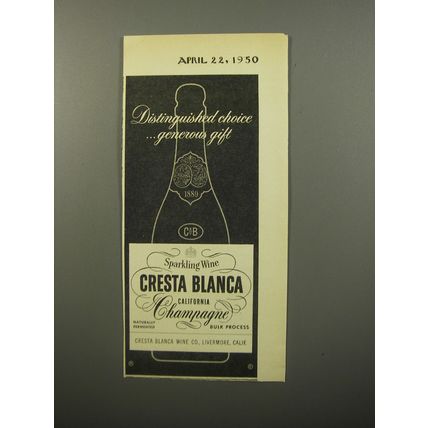 APRIL 22, 1950
Distinguished choice
...generous gift
1889
CB
Sparkling Wine
CRESTA BLANCA
CALIFORNIA
Champagne
NATURALLY
FERMENTED
BULK PROCESS
CRESTA BLANCA WINE CO., LIVERMORE, CALIF.